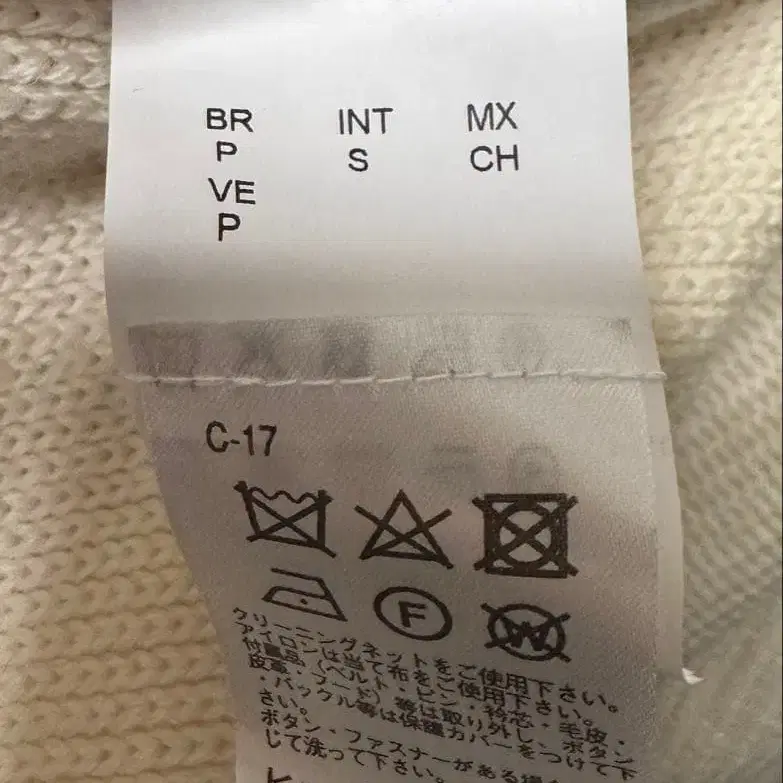 BR INT MX
P S CH
VE
P
C-17
F
W
クリーニングネットをご使用下さい。
アイロンは当て布をご使用下さい。
付属品（ベルト・ピン・衿芯・毛皮・
皮革・フード）等は取り外し、ボタン
・バックル等は保護カバーをつけて下
さい。
ボタン・ファスナーがある場合
じて洗って下さい。